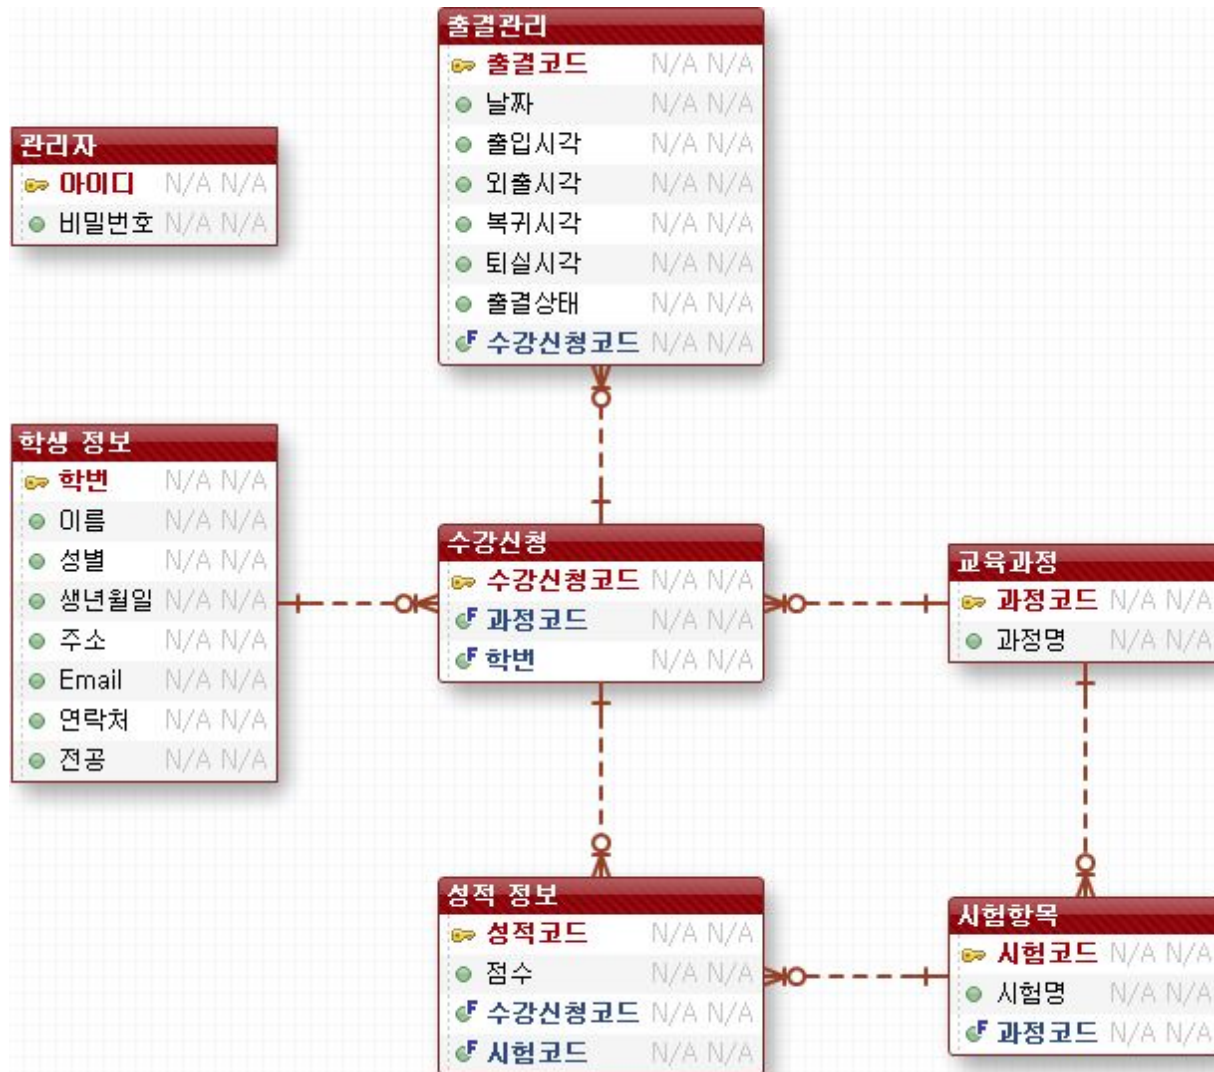 출결관리
출결코드 N/A N/A
날짜 N/A N/A
출입시각 N/A N/A
외출시각 N/A N/A
복귀시각 N/A N/A
퇴실시각 N/A N/A
출결상태 N/A N/A
수강신청코드 N/A N/A
관리자
아이디 N/A N/A
비밀번호 N/A N/A
학생 정보
학번 N/A N/A
이름 N/A N/A
성별 N/A N/A
생년월일 N/A N/A
주소 N/A N/A
Email N/A N/A
연락처 N/A N/A
전공 N/A N/A
수강신청
수강신청코드 N/A N/A
과정코드 N/A N/A
학번 N/A N/A
교육과정
과정코드 N/A N/A
과정명 N/A N/A
성적 정보
성적코드 N/A N/A
점수 N/A N/A
수강신청코드 N/A N/A
시험코드 N/A N/A
시험항목
시험코드 N/A N/A
시험명 N/A N/A
과정코드 N/A N/A